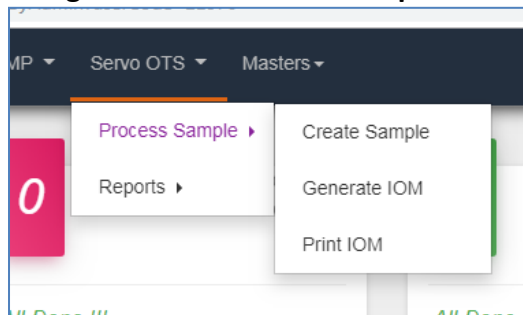 MP
Servo OTS
Masters
Process Sample
Create Sample
Reports
Generate IOM
Print IOM
0